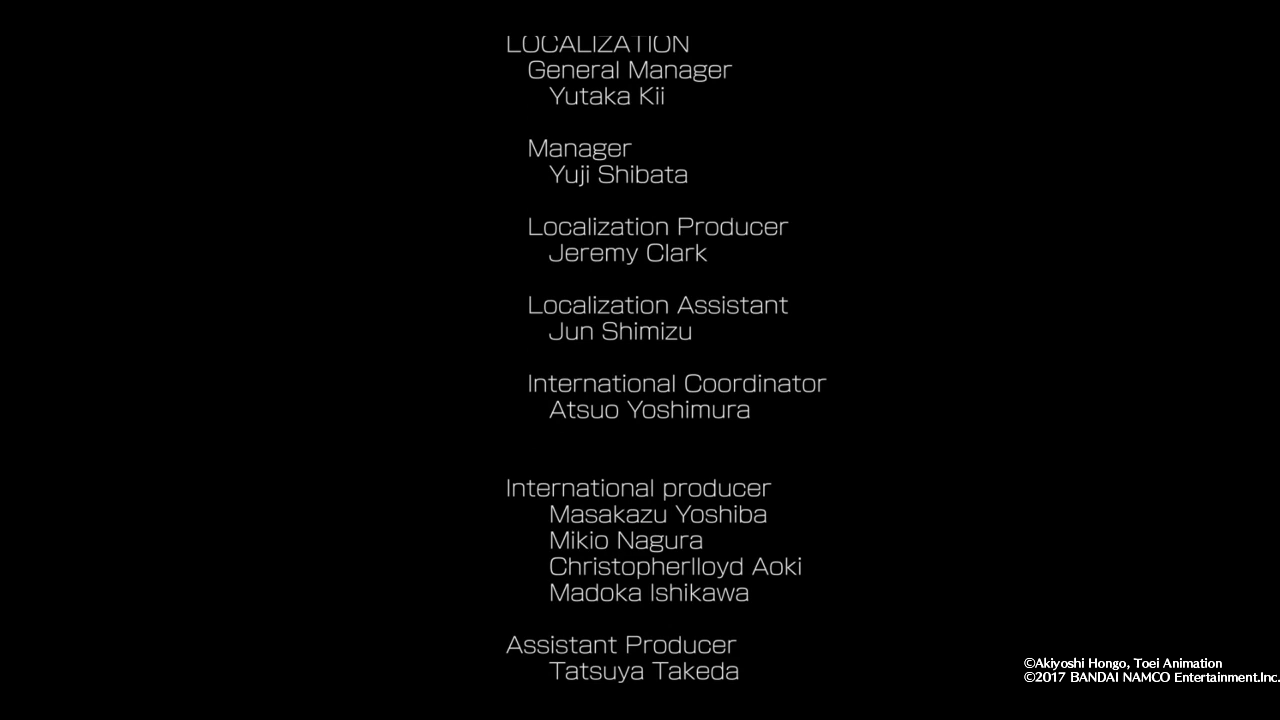 LOCALIZATION
General Manager
Yutaka Kii
Manager
Yuji Shibata
Localization Producer
Jeremy Clark
Localization Assistant
Jun Shimizu
International Coordinator
Atsuo Yoshimura
International producer
Masakazu Yoshiba
Mikio Nagura
Christopherlloyd Aoki
Madoka Ishikawa
Assistant Producer
Tatsuya Takeda
©Akiyoshi Hongo, Toei Animation
©2017 BANDAI NAMCO Entertainment.Inc.